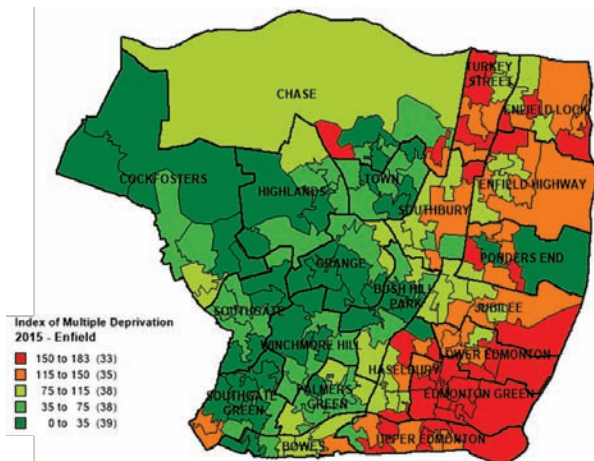 CHASE
TURKEY
STREET
ENFIELD LOCK
COCKFOSTERS
HIGHLANDS
TOWN
ENFIELD HIGHWAY
SOUTHBURY
GRANGE
PONDERS END
BUSH HILL
PARK
SOUTHGATE
JUBILEE
WINCHMORE HILL
LOWER EDMONTON
HASELBURY
SOUTHGATE
GREEN
PALMERS
GREEN
EDMONTON GREEN
BOWES
UPPER EDMONTON
Index of Multiple Deprivation
2015 - Enfield
150 to 183 (33)
115 to 150 (35)
75 to 115 (38)
35 to 75 (38)
0 to 35 (39)